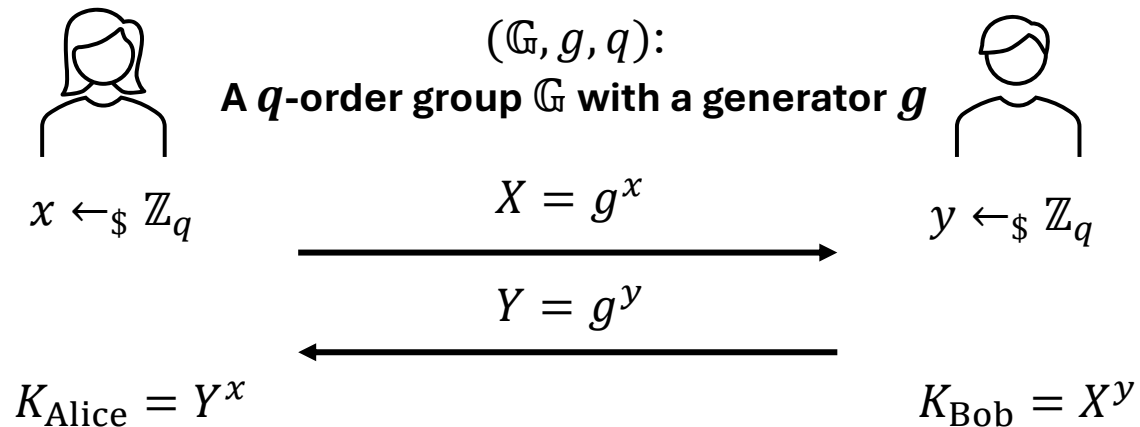 (𝔾, g, q):
A q-order group 𝔾 with a generator g
x ←$ ℤq
X = g^x
y ←$ ℤq
Y = g^y
K_Alice = Y^x
K_Bob = X^y